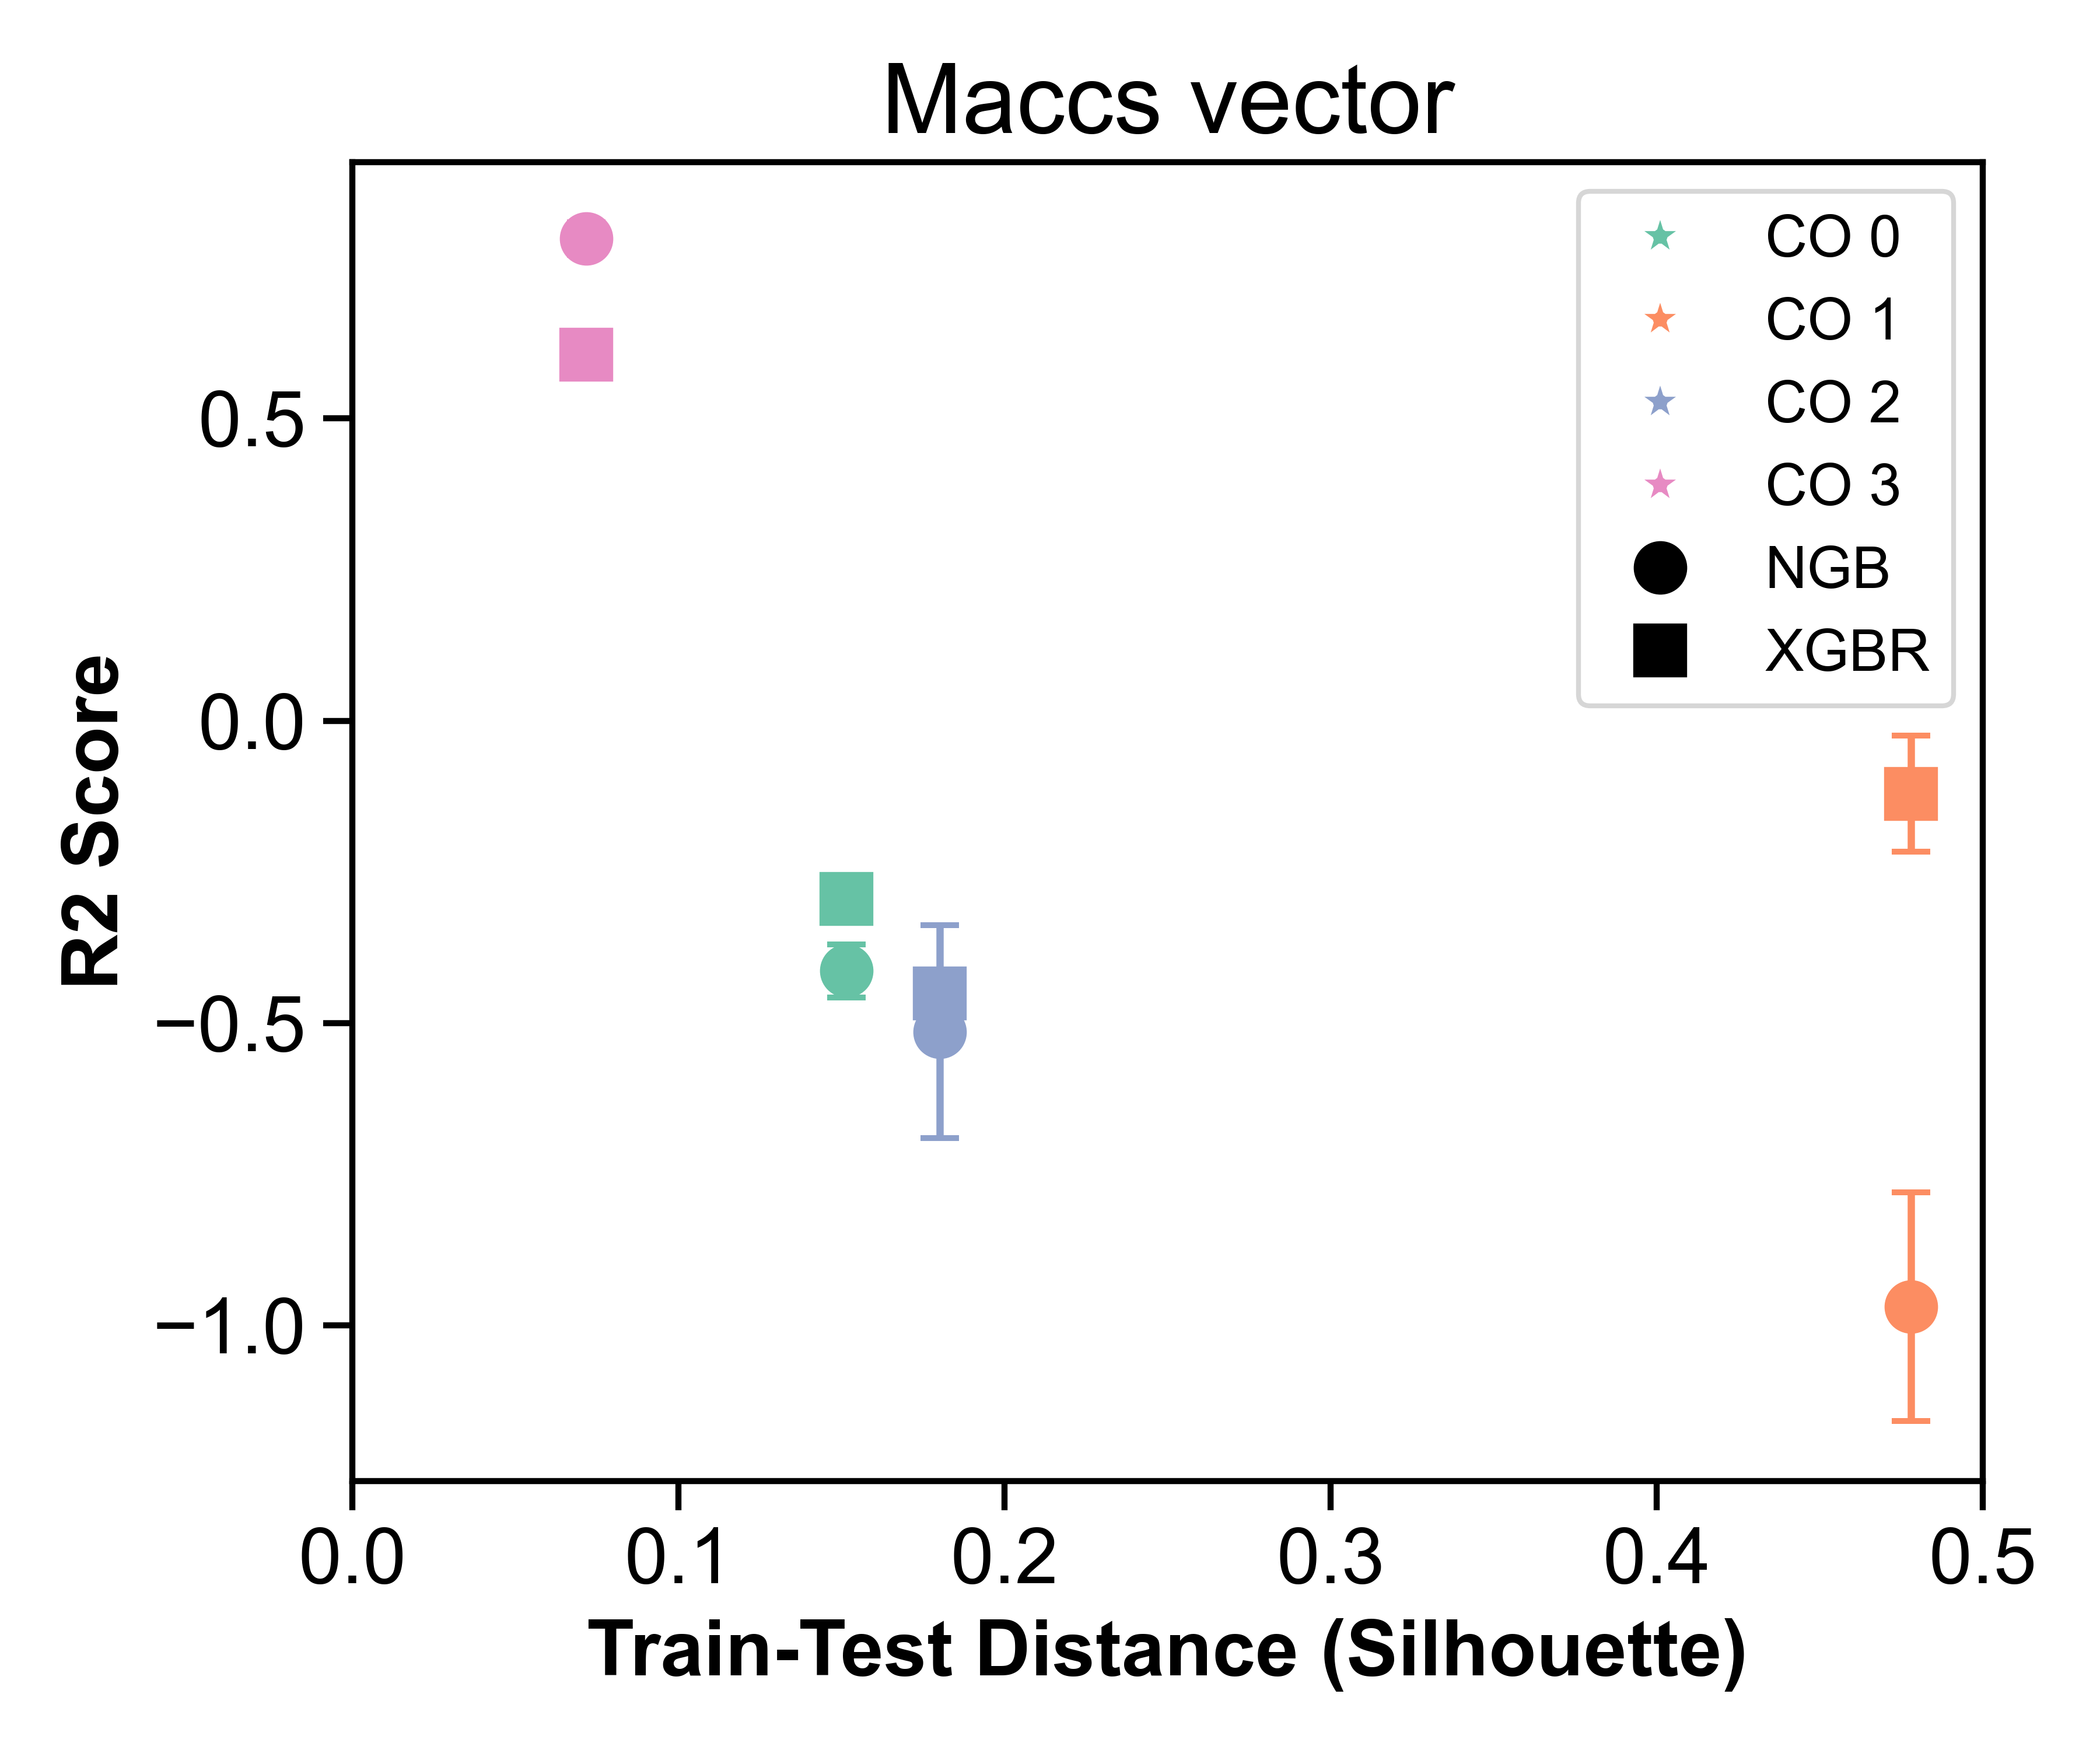 Maccs vector
CO 0
CO 1
CO 2
CO 3
NGB
XGBR
R2 Score
0.5
0.0
−0.5
−1.0
0.0 0.1 0.2 0.3 0.4 0.5
Train-Test Distance (Silhouette)